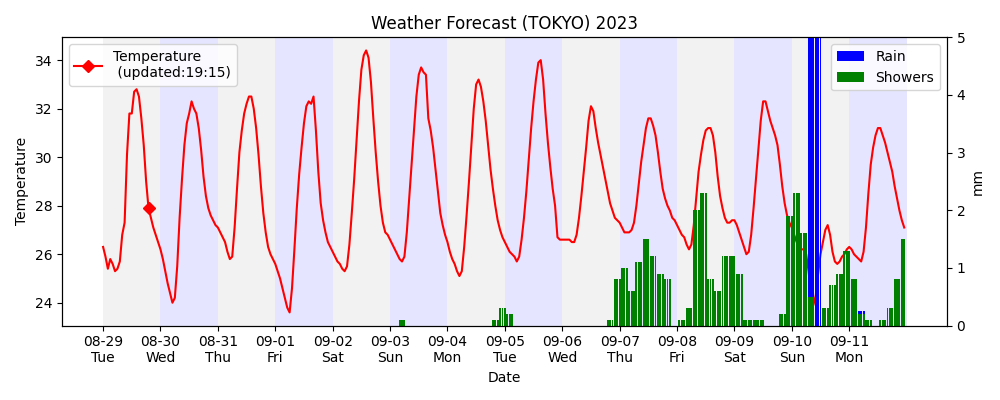 Weather Forecast (TOKYO) 2023
Temperature
(updated:19:15)
Rain
Showers
Temperature
34
32
30
28
26
24
5
4
3
2
1
0
mm
08-29 08-30 08-31 09-01 09-02 09-03 09-04 09-05 09-06 09-07 09-08 09-09 09-10 09-11
Tue Wed Thu Fri Sat Sun Mon Tue Wed Thu Fri Sat Sun Mon
Date